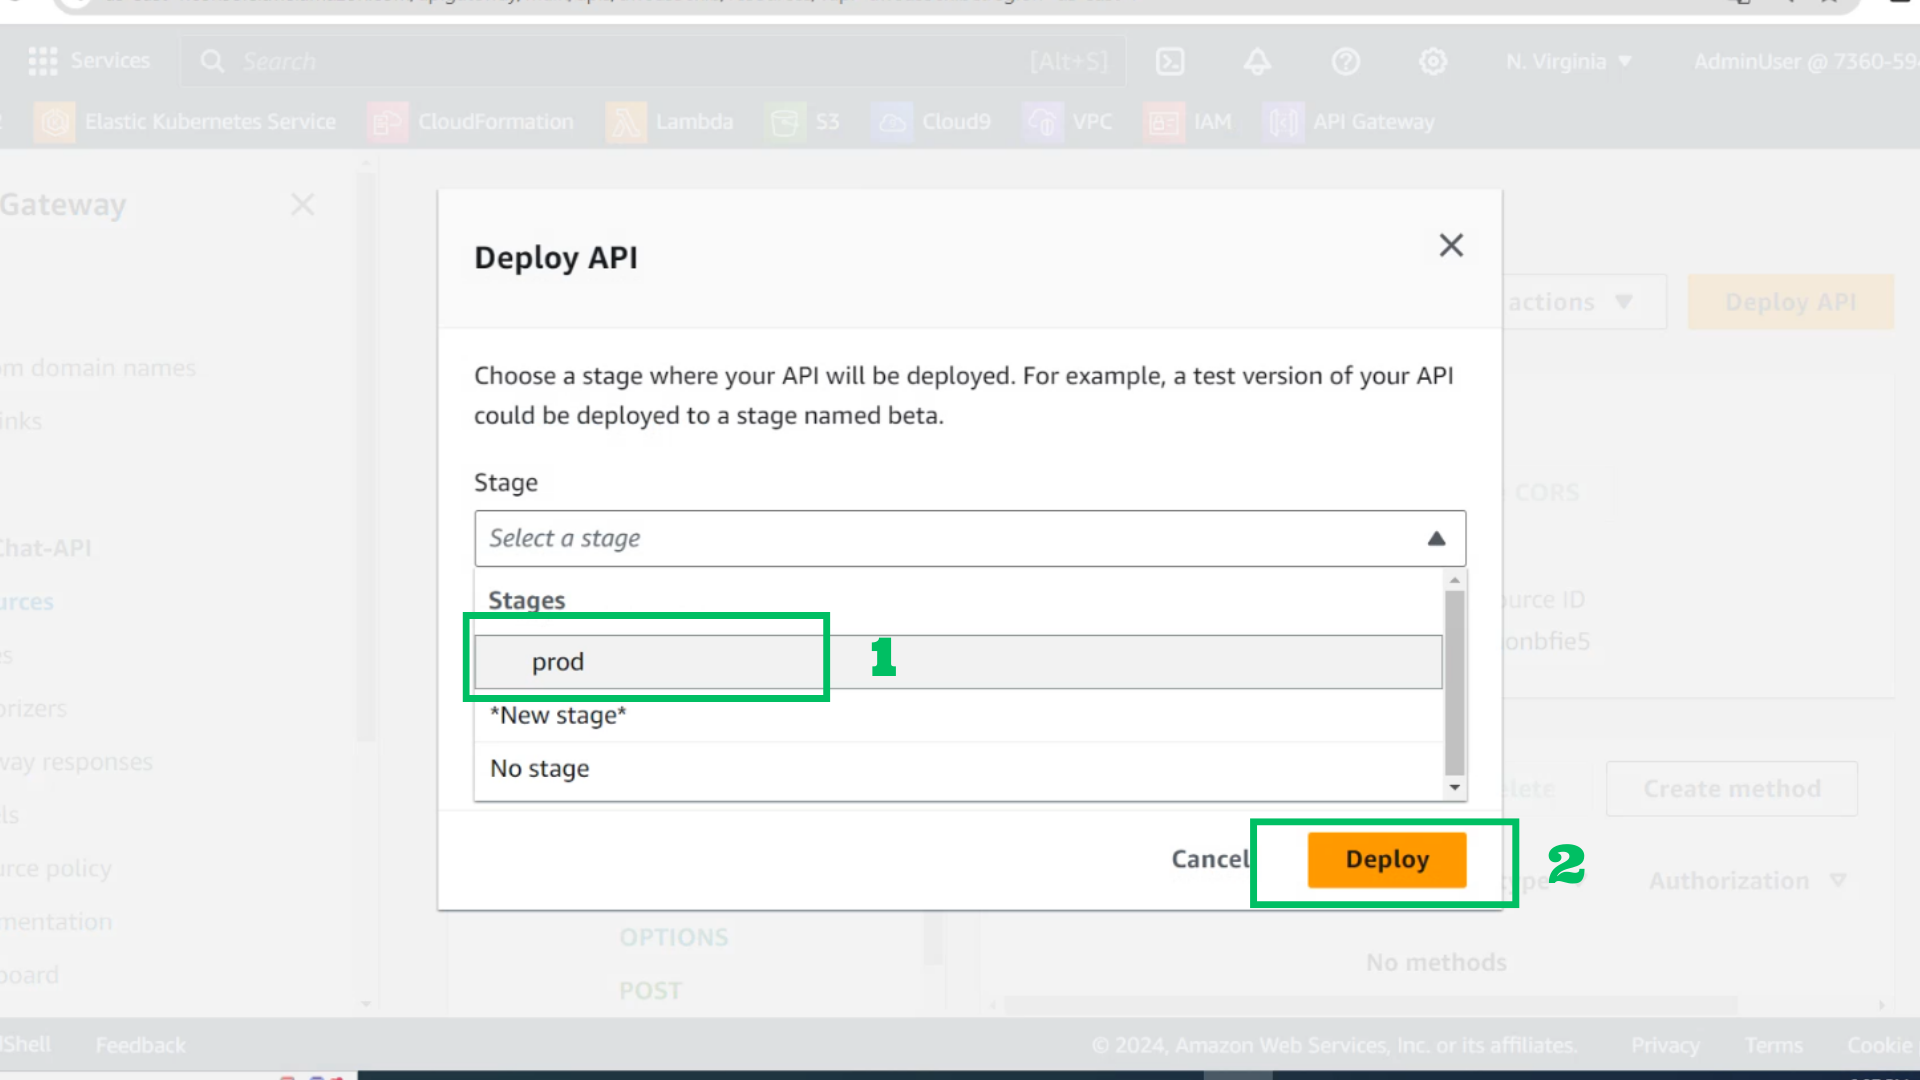 Services
Search
[Alt+S]
N. Virginia
AdminUser @ 7360-59
Elastic Kubernetes Service
CloudFormation
Lambda
S3
Cloud9
VPC
IAM
API Gateway
Gateway
Deploy API
actions
Deploy API
Choose a stage where your API will be deployed. For example, a test version of your API
could be deployed to a stage named beta.
om domain names
inks
Stage
CORS
Select a stage
Chat-API
Stages
urces
urce ID
prod
1
onbfie5
es
*New stage*
orizers
No stage
way responses
lete
Create method
els
Cancel
Deploy
2
urce policy
ype
Authorization
mentation
OPTIONS
No methods
board
POST
dShell
Feedback
© 2024, Amazon Web Services, Inc. or its affiliates.
Privacy
Terms
Cookie